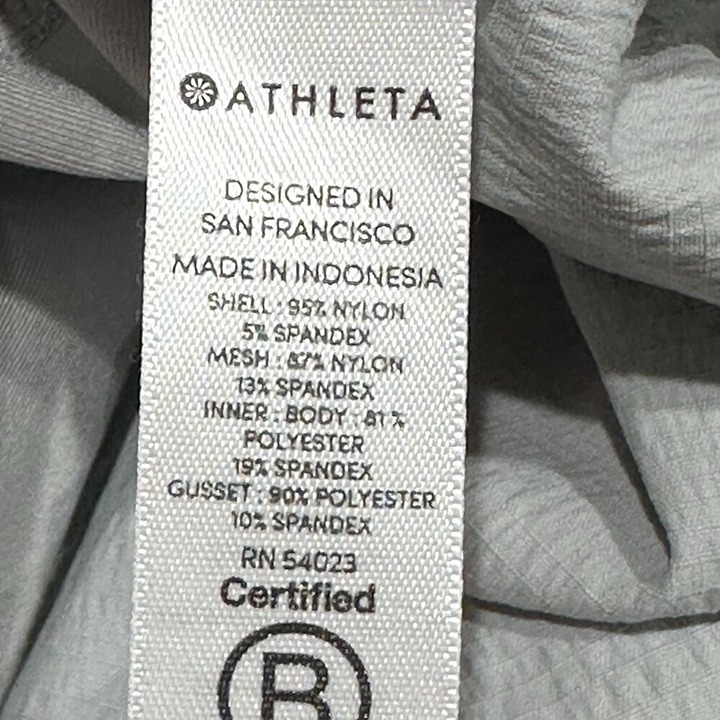 ATHLETA
DESIGNED IN
SAN FRANCISCO
MADE IN INDONESIA
SHELL : 95% NYLON
5% SPANDEX
MESH : 87% NYLON
13% SPANDEX
INNER : BODY : 81%
POLYESTER
19% SPANDEX
GUSSET : 90% POLYESTER
10% SPANDEX
RN 54023
Certified
B